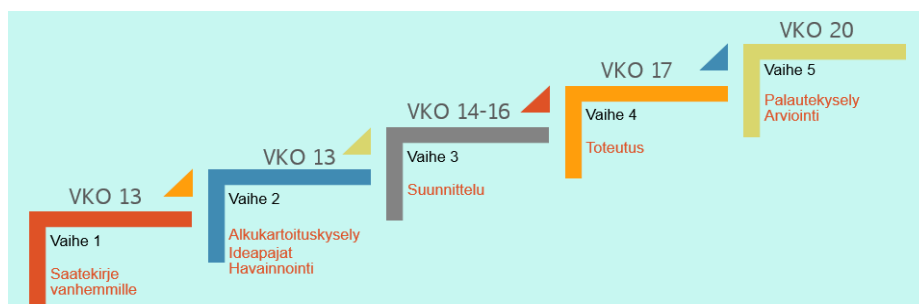 VKO 13
Vaihe 1
Saatekirje
vanhemmille
VKO 13
Vaihe 2
Alkukartoituskysely
Ideapajat
Havainnointi
VKO 14-16
Vaihe 3
Suunnittelu
VKO 17
Vaihe 4
Toteutus
VKO 20
Vaihe 5
Palautekysely
Arviointi